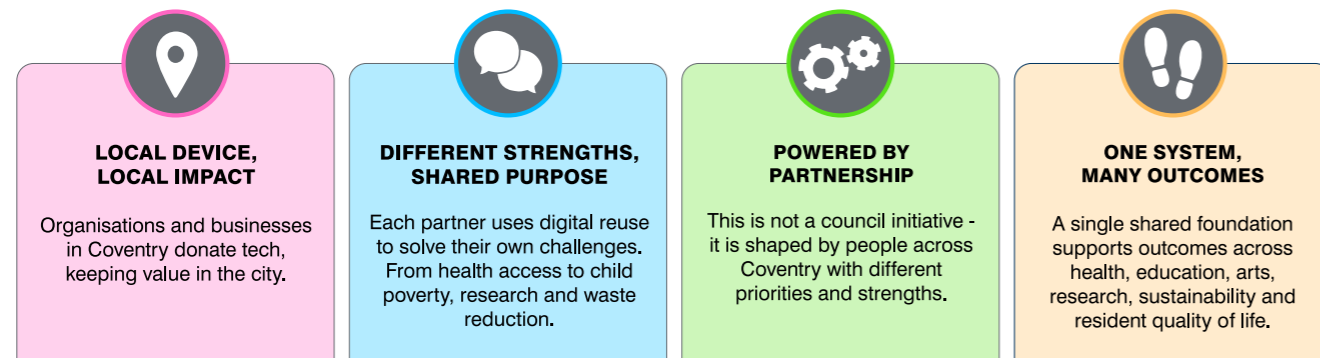 LOCAL DEVICE,
LOCAL IMPACT
Organisations and businesses
in Coventry donate tech,
keeping value in the city.
DIFFERENT STRENGTHS,
SHARED PURPOSE
Each partner uses digital reuse
to solve their own challenges.
From health access to child
poverty, research and waste
reduction.
POWERED BY
PARTNERSHIP
This is not a council initiative -
it is shaped by people across
Coventry with different
priorities and strengths.
ONE SYSTEM,
MANY OUTCOMES
A single shared foundation
supports outcomes across
health, education, arts,
research, sustainability and
resident quality of life.